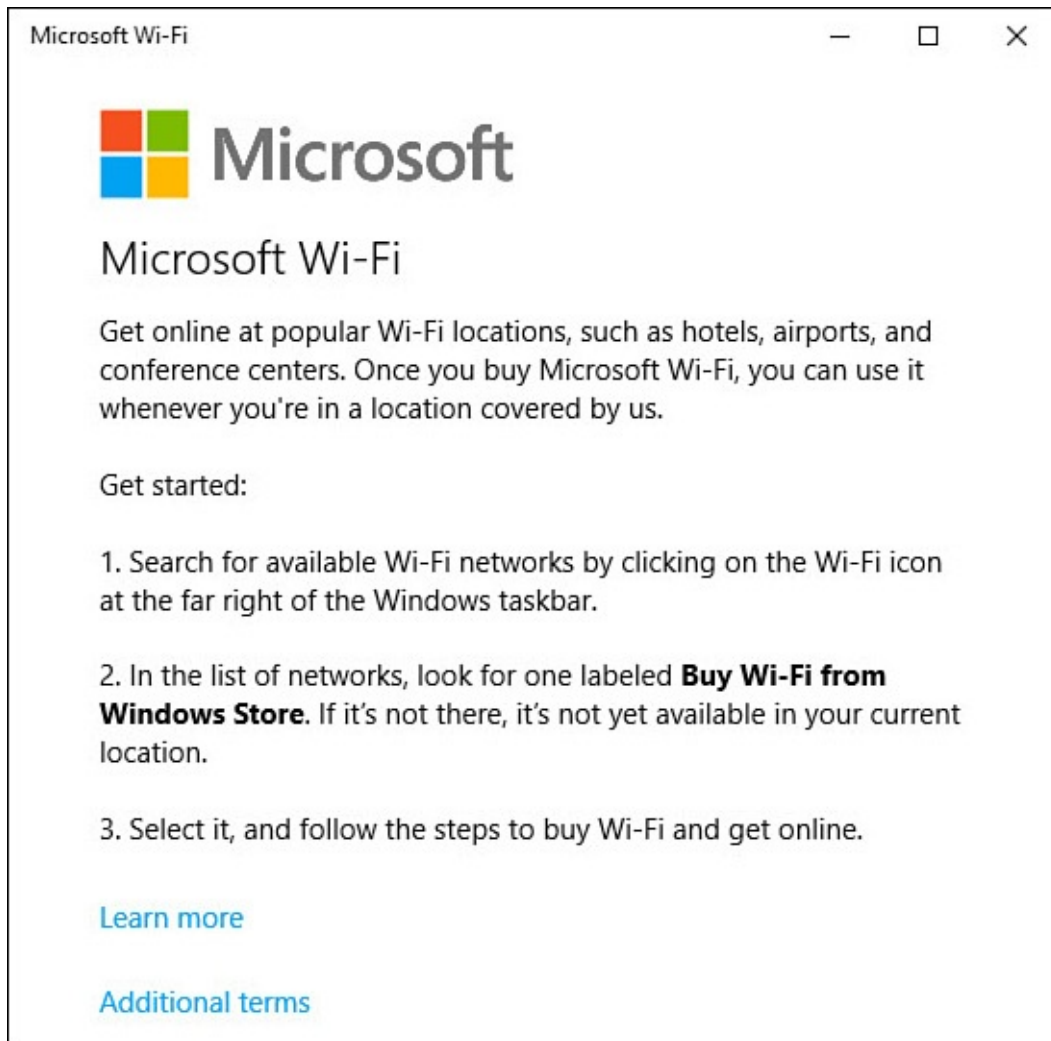 Microsoft Wi-Fi
Microsoft
Microsoft Wi-Fi
Get online at popular Wi-Fi locations, such as hotels, airports, and
conference centers. Once you buy Microsoft Wi-Fi, you can use it
whenever you're in a location covered by us.
Get started:
1. Search for available Wi-Fi networks by clicking on the Wi-Fi icon
at the far right of the Windows taskbar.
2. In the list of networks, look for one labeled Buy Wi-Fi from
Windows Store. If it’s not there, it’s not yet available in your current
location.
3. Select it, and follow the steps to buy Wi-Fi and get online.
Learn more
Additional terms